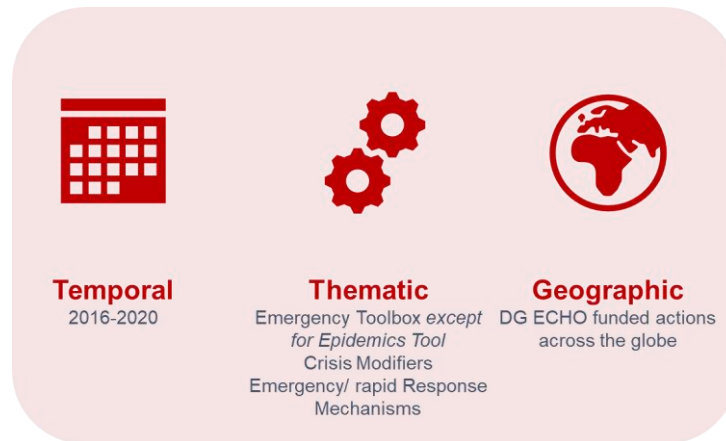 Temporal
2016-2020
Thematic
Emergency Toolbox except
for Epidemics Tool
Crisis Modifiers
Emergency/ rapid Response
Mechanisms
Geographic
DG ECHO funded actions
across the globe